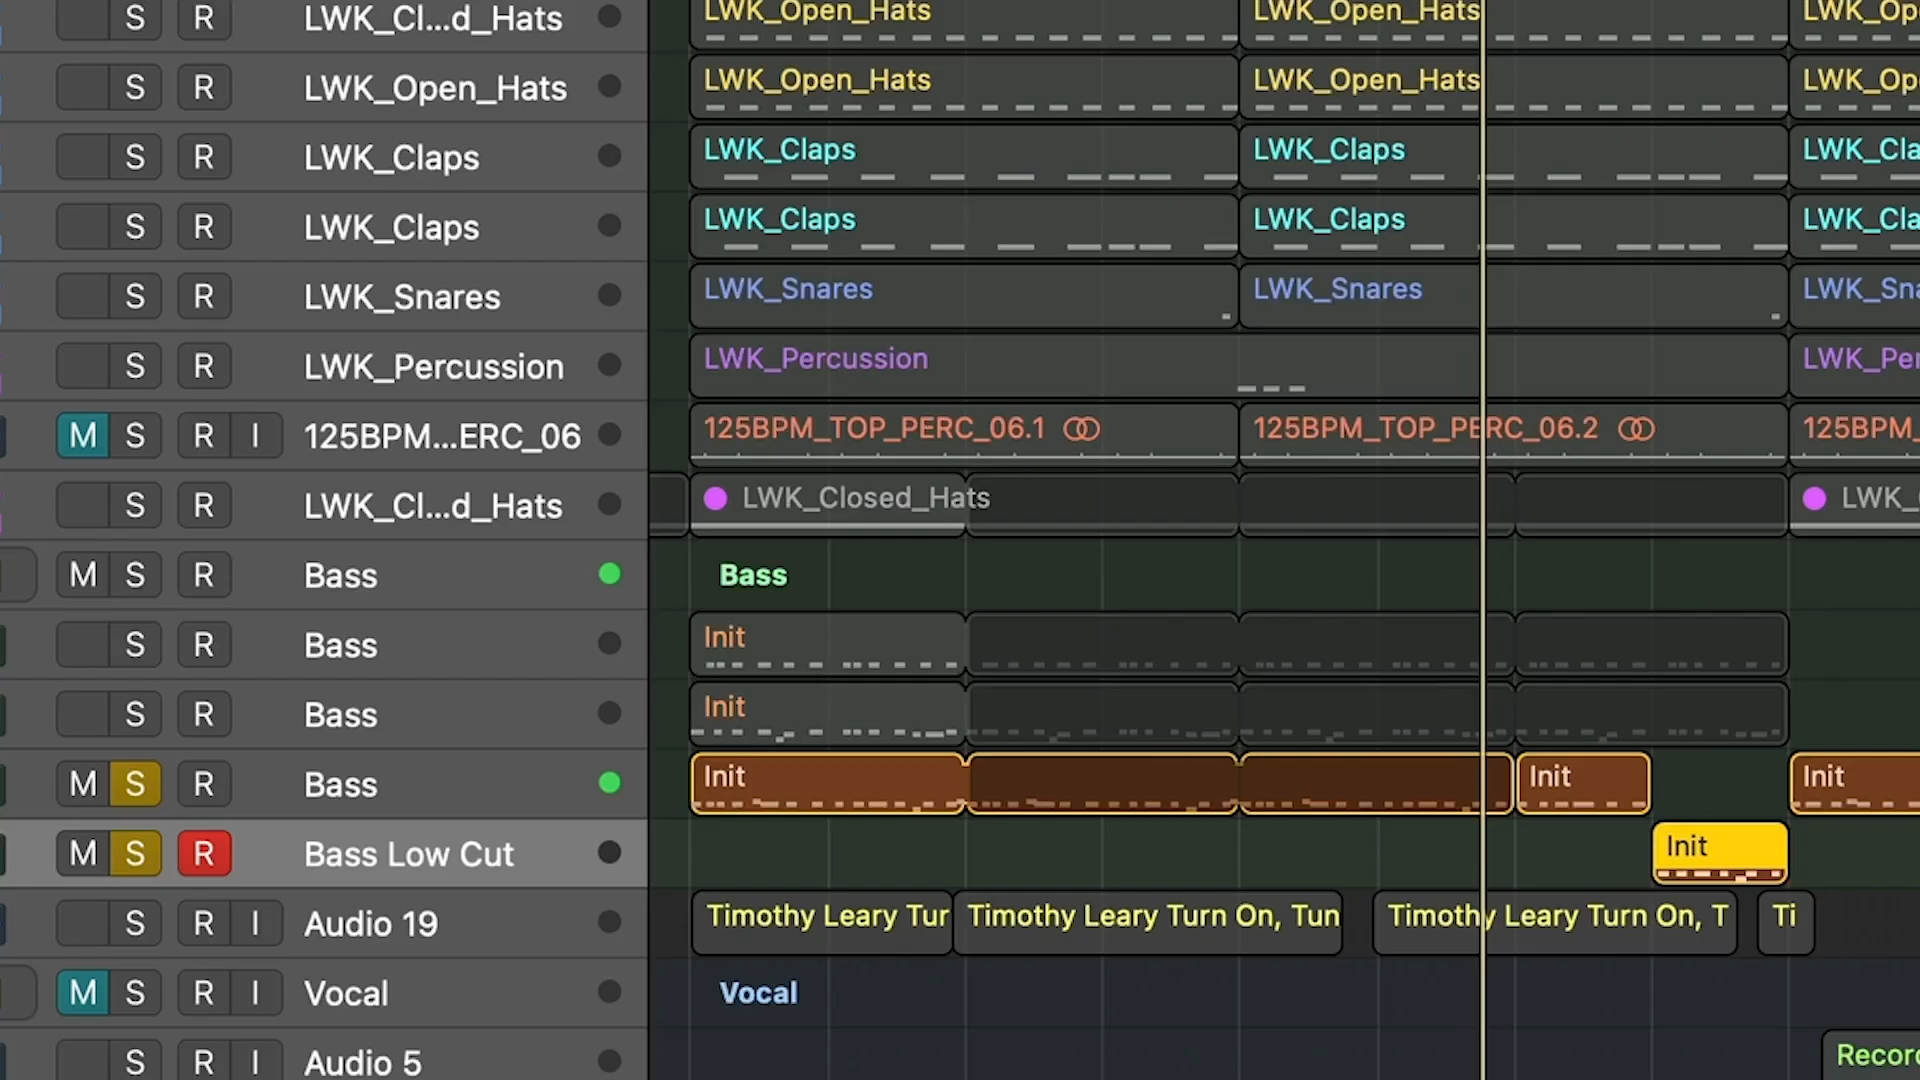 S R LWK_Cl...d_Hats LWK_Open_Hats LWK_Open_Hats LWK_Op
S R LWK_Open_Hats LWK_Open_Hats LWK_Open_Hats LWK_Op
S R LWK_Claps LWK_Claps LWK_Claps LWK_Cla
S R LWK_Claps LWK_Claps LWK_Claps LWK_Cla
S R LWK_Snares LWK_Snares LWK_Snares LWK_Sna
S R LWK_Percussion LWK_Percussion LWK_Per
M S R I 125BPM...ERC_06 125BPM_TOP_PERC_06.1 125BPM_TOP_PERC_06.2 125BPM_
S R LWK_Cl...d_Hats LWK_Closed_Hats LWK_
M S R Bass Bass
S R Bass Init
S R Bass Init
M S R Bass Init Init Init
M S R Bass Low Cut Init
S R I Audio 19 Timothy Leary Tur Timothy Leary Turn On, Tun Timothy Leary Turn On, T Ti
M S R I Vocal Vocal
S R I Audio 5 Record